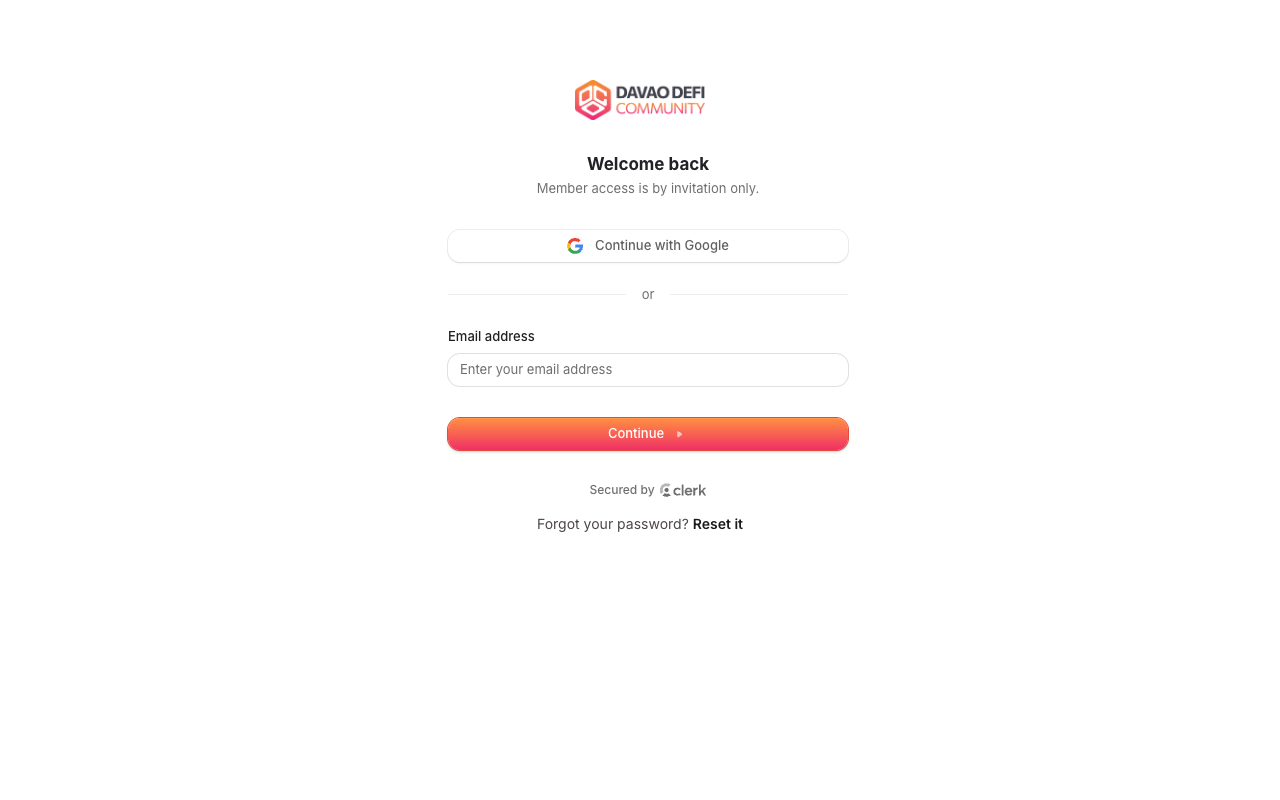 DAVAO DEFI
COMMUNITY
Welcome back
Member access is by invitation only.
Continue with Google
or
Email address
Enter your email address
Continue
Secured by clerk
Forgot your password? Reset it